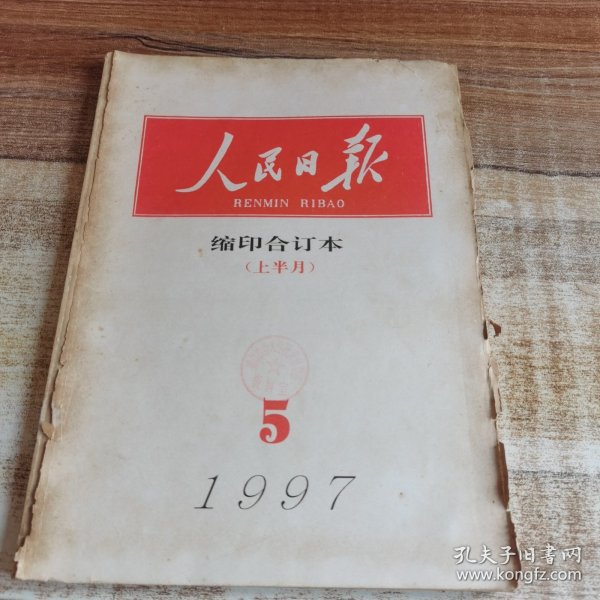 人民日报
RENMIN RIBAO
缩印合订本
（上半月）
5
1997
孔夫子旧书网
www.kongfz.com